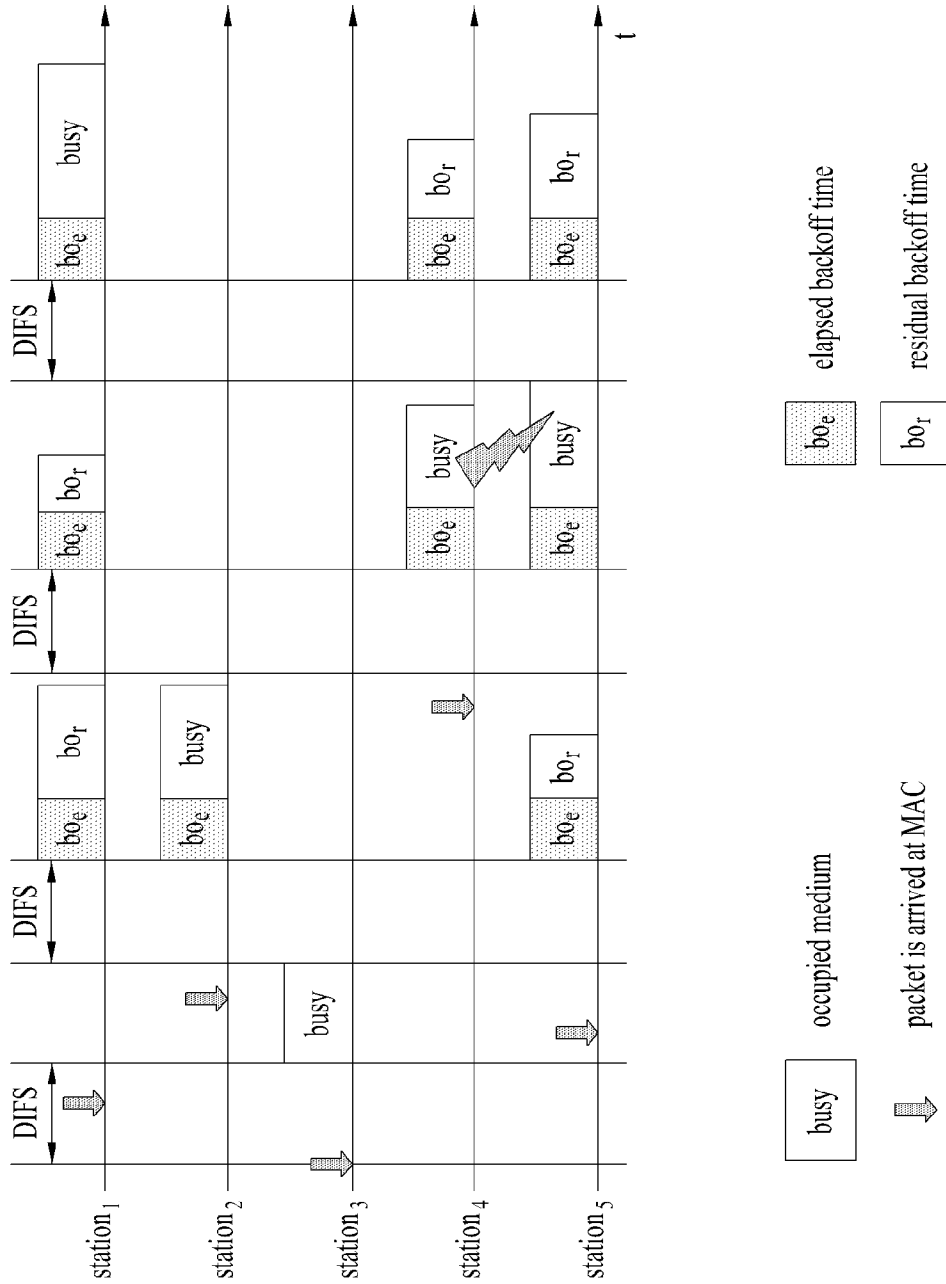 DIFS
DIFS
DIFS
DIFS
station1
boe
bor
boe
bor
boe
busy
station2
boe
busy
station3
busy
station4
boe
busy
boe
bor
station5
boe
bor
boe
busy
boe
bor
t
busy
occupied medium
boe
elapsed backoff time
packet is arrived at MAC
bor
residual backoff time